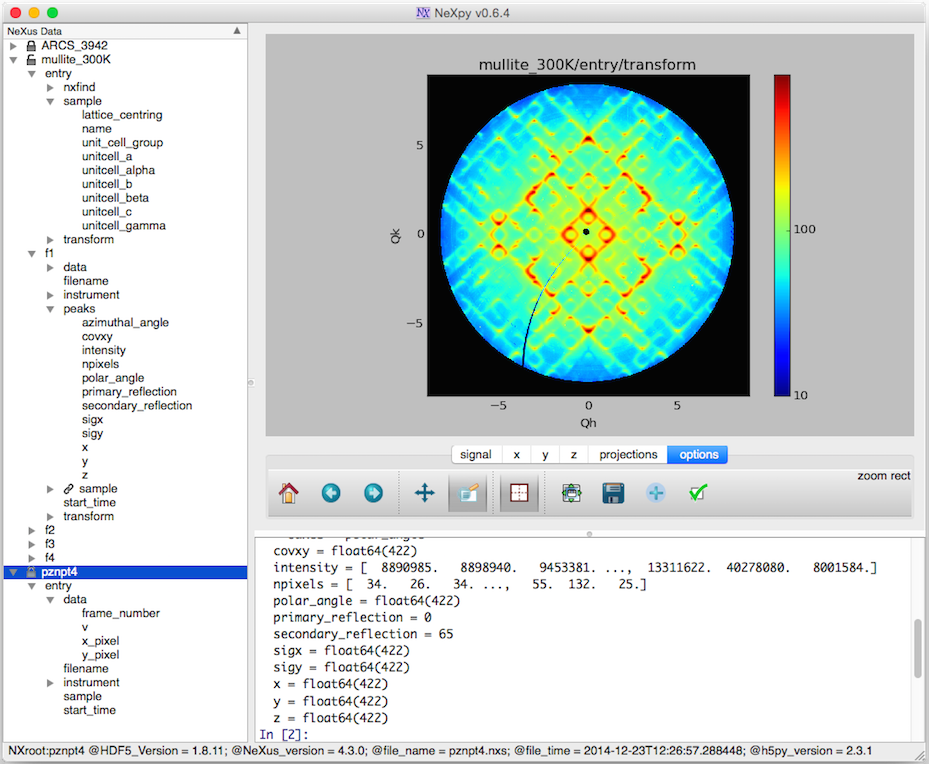 NeXpy v0.6.4
NeXus Data
ARCS_3942
mullite_300K
entry
nxfind
sample
lattice_centring
name
unit_cell_group
unitcell_a
unitcell_alpha
unitcell_b
unitcell_beta
unitcell_c
unitcell_gamma
transform
f1
data
filename
instrument
peaks
azimuthal_angle
covxy
intensity
npixels
polar_angle
primary_reflection
secondary_reflection
sigx
sigy
x
y
z
sample
start_time
transform
f2
f3
f4
pznpt4
entry
data
frame_number
v
x_pixel
y_pixel
filename
instrument
sample
start_time
mullite_300K/entry/transform
5
0
−5
Qk
−5 0 5
Qh
100
10
signal x y z projections options
zoom rect
covxy = float64(422)
intensity = [ 8890985. 8898940. 9453381. ..., 13311622. 40278080. 8001584.]
npixels = [ 34. 26. 34. ..., 55. 132. 25.]
polar_angle = float64(422)
primary_reflection = 0
secondary_reflection = 65
sigx = float64(422)
sigy = float64(422)
x = float64(422)
y = float64(422)
z = float64(422)
In [2]:
NXroot:pznpt4 @HDF5_Version = 1.8.11; @NeXus_version = 4.3.0; @file_name = pznpt4.nxs; @file_time = 2014-12-23T12:26:57.288448; @h5py_version = 2.3.1